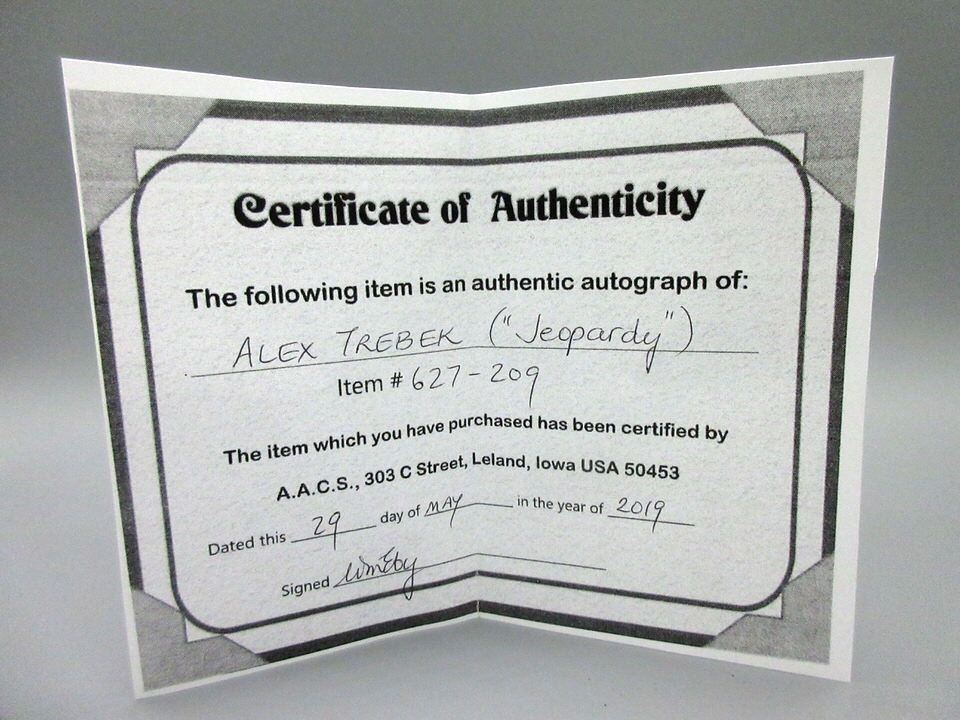 Certificate of Authenticity
The following item is an authentic autograph of:
ALEX TREBEK ("Jeopardy")
Item # 627-209
The item which you have purchased has been certified by
A.A.C.S., 303 C Street, Leland, Iowa USA 50453
Dated this 29 day of MAY in the year of 2019
Signed